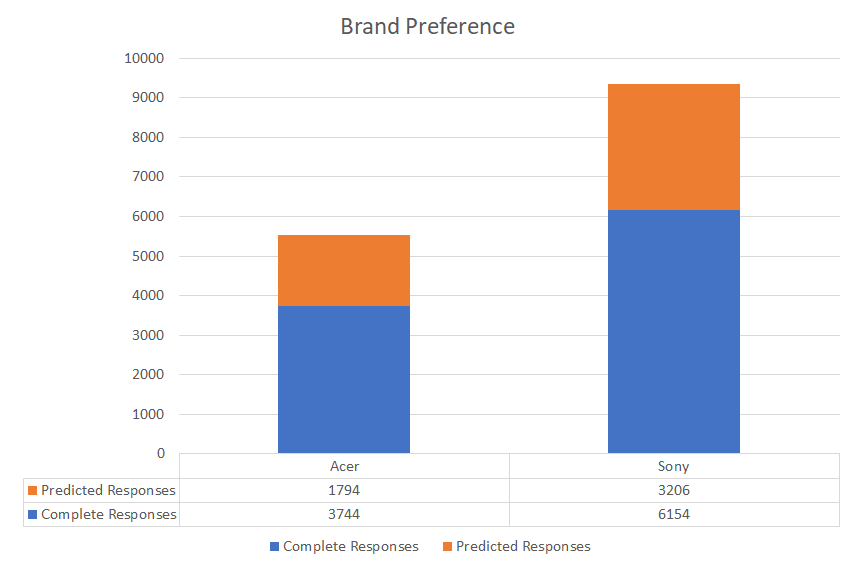 Brand Preference
10000
9000
8000
7000
6000
5000
4000
3000
2000
1000
0
Acer Sony
Predicted Responses 1794 3206
Complete Responses 3744 6154
Complete Responses Predicted Responses